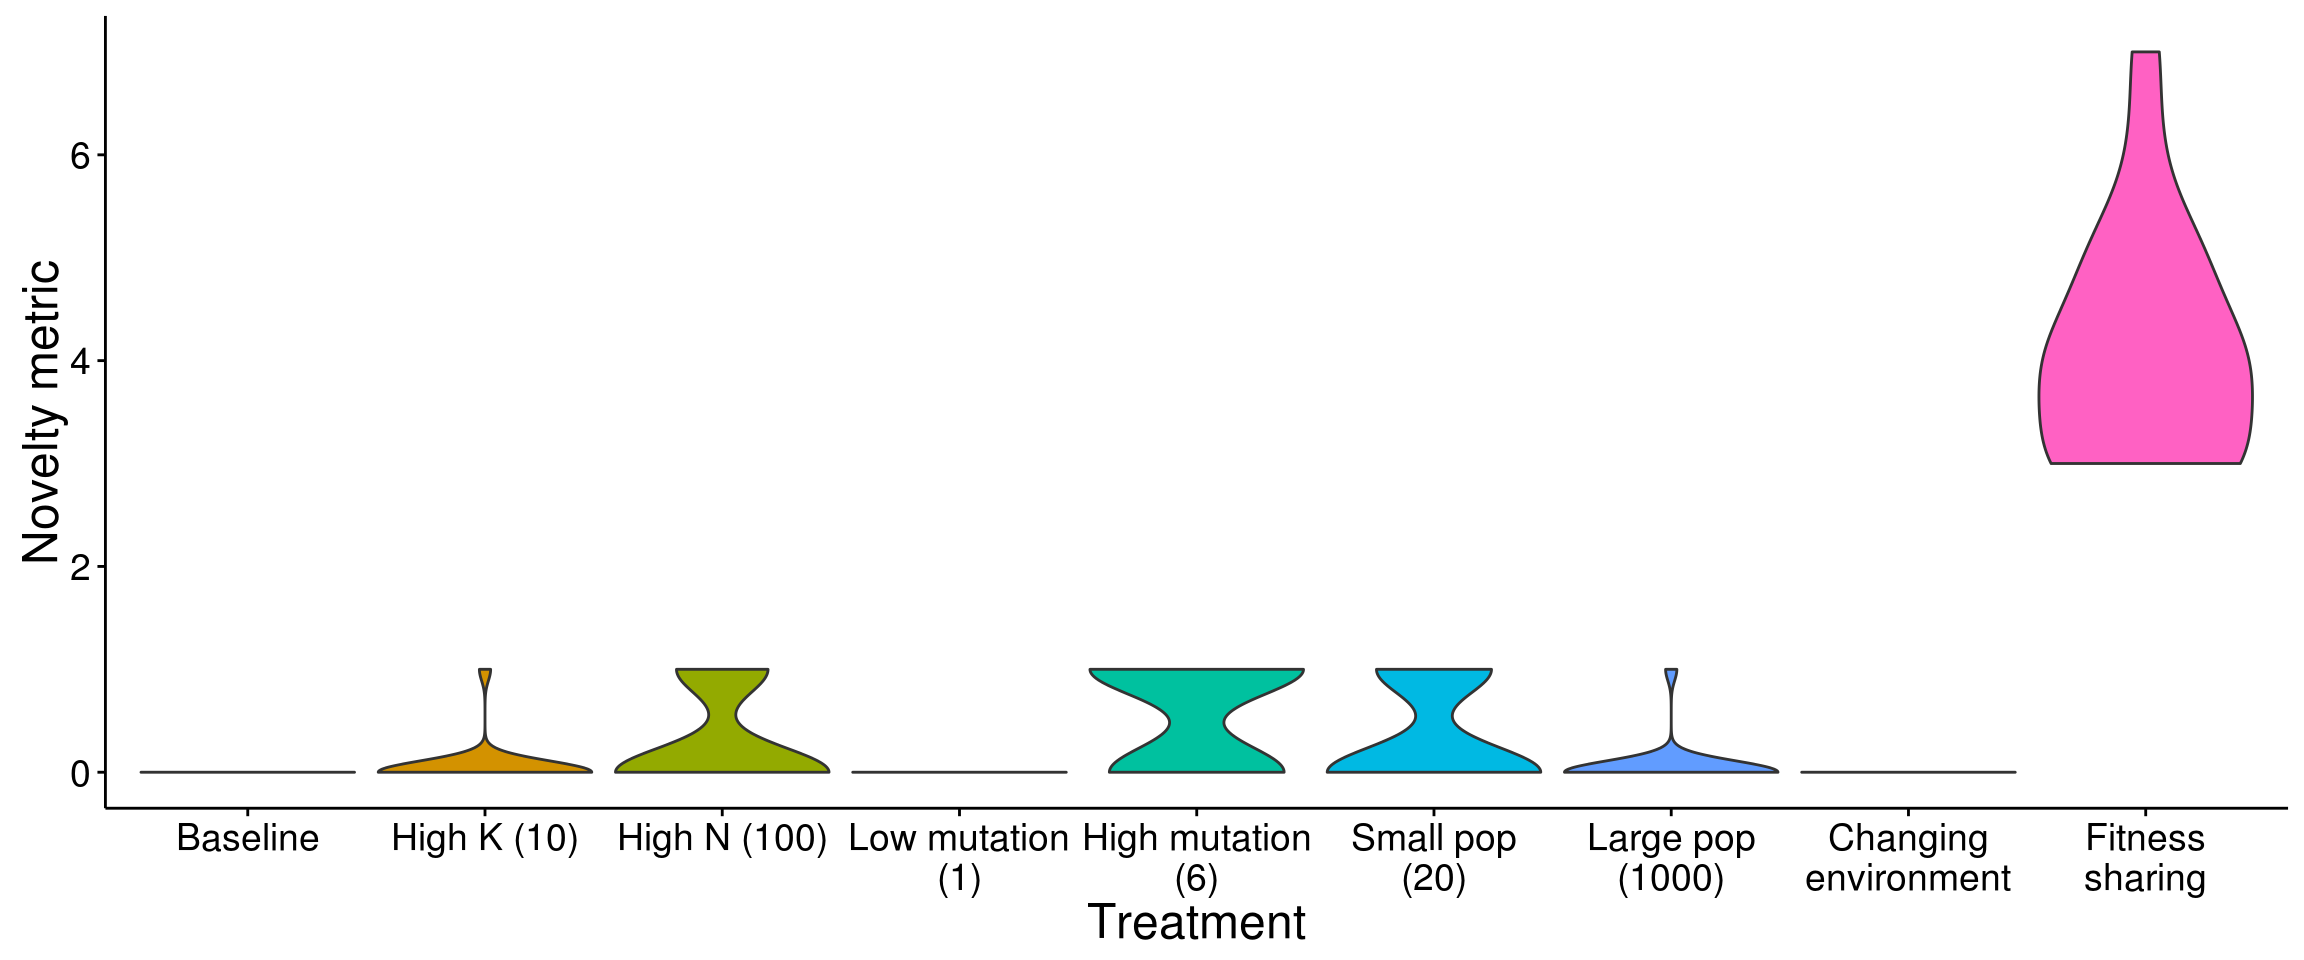 Novelty metric
6
4
2
0
Baseline
High K (10)
High N (100)
Low mutation
(1)
High mutation
(6)
Small pop
(20)
Large pop
(1000)
Changing
environment
Fitness
sharing
Treatment